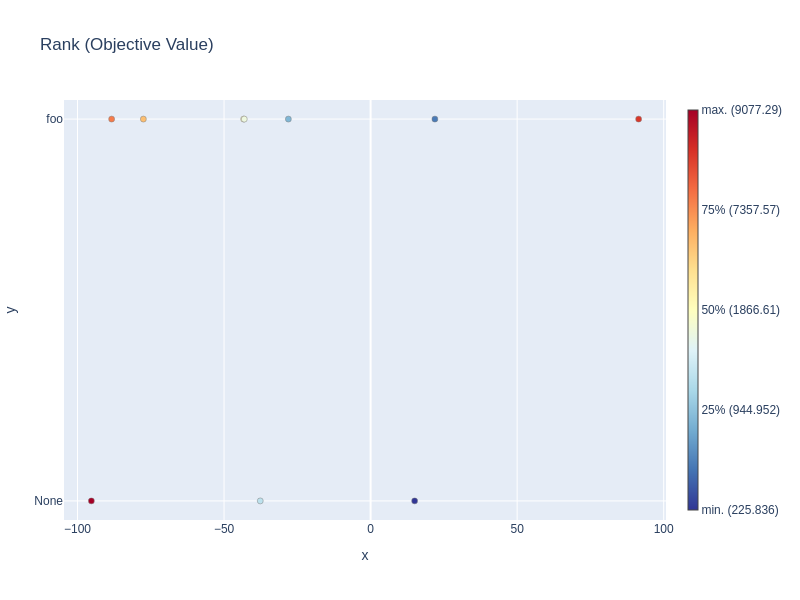 Rank (Objective Value)
foo
None
y
−100
−50
0
50
100
x
max. (9077.29)
75% (7357.57)
50% (1866.61)
25% (944.952)
min. (225.836)